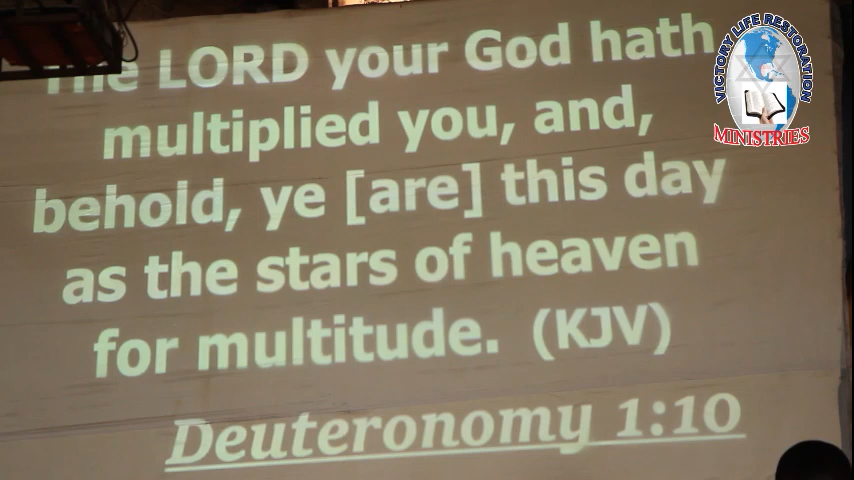 The LORD your God hath
multiplied you, and,
behold, ye [are] this day
as the stars of heaven
for multitude. (KJV)
Deuteronomy 1:10
VICTORY LIFE RESTORATION
MINISTRIES